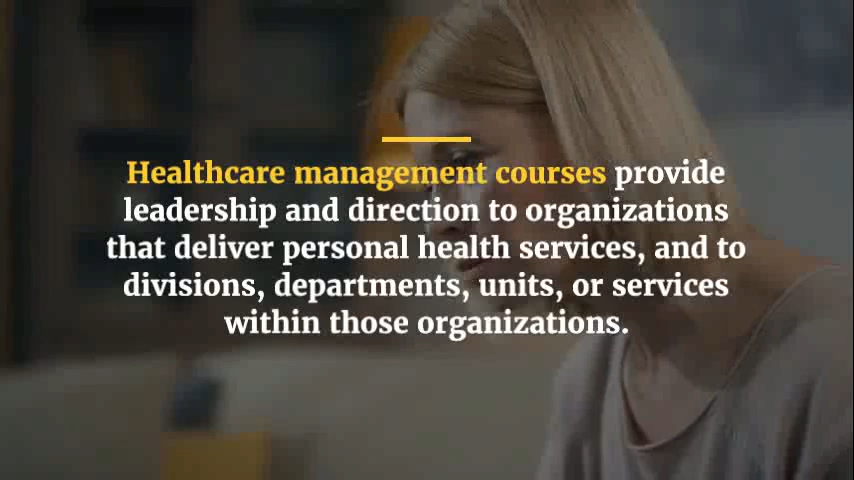 Healthcare management courses provide
leadership and direction to organizations
that deliver personal health services, and to
divisions, departments, units, or services
within those organizations.